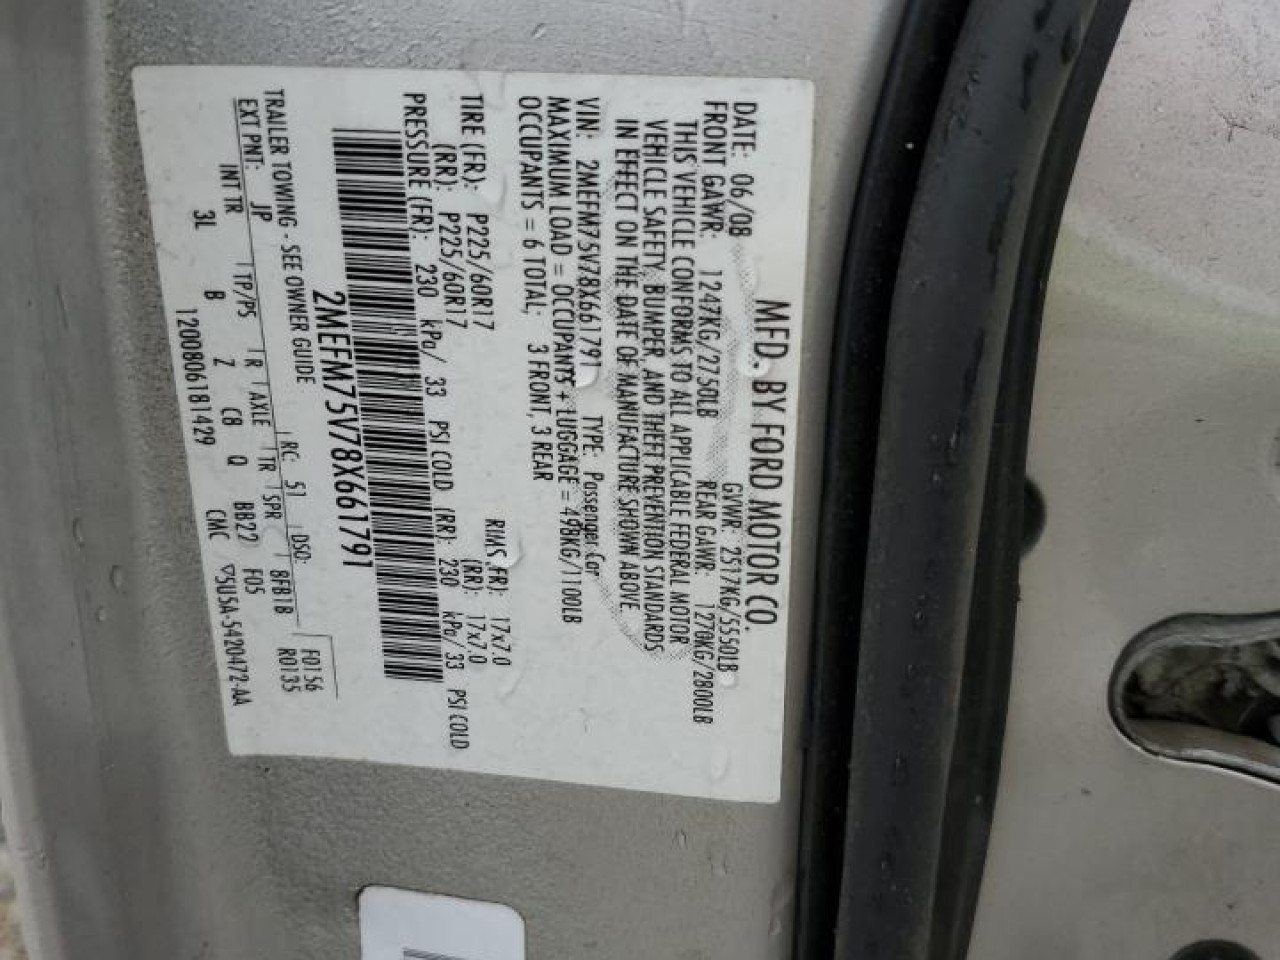 MFD. BY FORD MOTOR CO.
DATE: 06/08 GVWR: 2517KG/5550LB
FRONT GAWR: 1247KG/2750LB REAR GAWR: 1270KG/2800LB
THIS VEHICLE CONFORMS TO ALL APPLICABLE FEDERAL MOTOR
VEHICLE SAFETY, BUMPER, AND THEFT PREVENTION STANDARDS
IN EFFECT ON THE DATE OF MANUFACTURE SHOWN ABOVE.
VIN: 2MEFM75V78X661791 TYPE: Passenger Car
MAXIMUM LOAD = OCCUPANTS + LUGGAGE = 498KG/1100LB
OCCUPANTS = 6 TOTAL: 3 FRONT, 3 REAR
TIRE (FR): P225/60R17 RIMS (FR): 17x7.0
(RR): P225/60R17 (RR): 17x7.0
PRESSURE (FR): 230 kPa/ 33 PSI COLD (RR): 230 kPa/ 33 PSI COLD
2MEFM75V78X661791
TRAILER TOWING - SEE OWNER GUIDE RC: 51 DSO: F0156
EXT PNT: JP 8FB1B R0135
INT TR TP/PS R AXLE TR SPR
3L B Z C8 Q BB22 F05
1200806181429 CMC ▽5U5A-5420472-AA